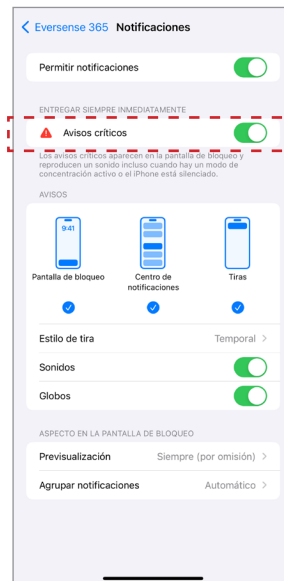 Eversense 365 Notificaciones
Permitir notificaciones
ENTREGAR SIEMPRE INMEDIATAMENTE
Avisos críticos
Los avisos críticos aparecen en la pantalla de bloqueo y
reproducen un sonido incluso cuando hay un modo de
concentración activo o el iPhone está silenciado.
AVISOS
9:41
Pantalla de bloqueo
Centro de
notificaciones
Tiras
Estilo de tira Temporal
Sonidos
Globos
ASPECTO EN LA PANTALLA DE BLOQUEO
Previsualización Siempre (por omisión)
Agrupar notificaciones Automático